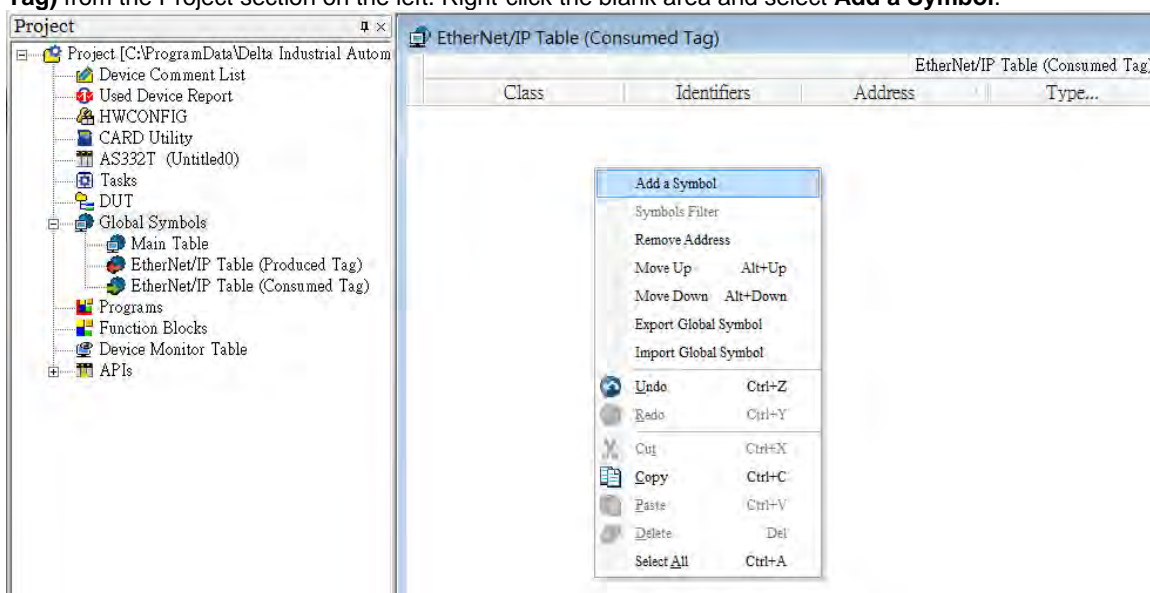 Tag) from the Project section on the left. Right-click the blank area and select Add a Symbol.
Project
Project [C:\ProgramData\Delta Industrial Autom
Device Comment List
Used Device Report
HWCONFIG
CARD Utility
AS332T (Untitled0)
Tasks
DUT
Global Symbols
Main Table
EtherNet/IP Table (Produced Tag)
EtherNet/IP Table (Consumed Tag)
Programs
Function Blocks
Device Monitor Table
APIs
EtherNet/IP Table (Consumed Tag)
EtherNet/IP Table (Consumed Tag)
Class Identifiers Address Type...
Add a Symbol
Symbols Filter
Remove Address
Move Up Alt+Up
Move Down Alt+Down
Export Global Symbol
Import Global Symbol
Undo Ctrl+Z
Redo Ctrl+Y
Cut Ctrl+X
Copy Ctrl+C
Paste Ctrl+V
Delete Del
Select All Ctrl+A